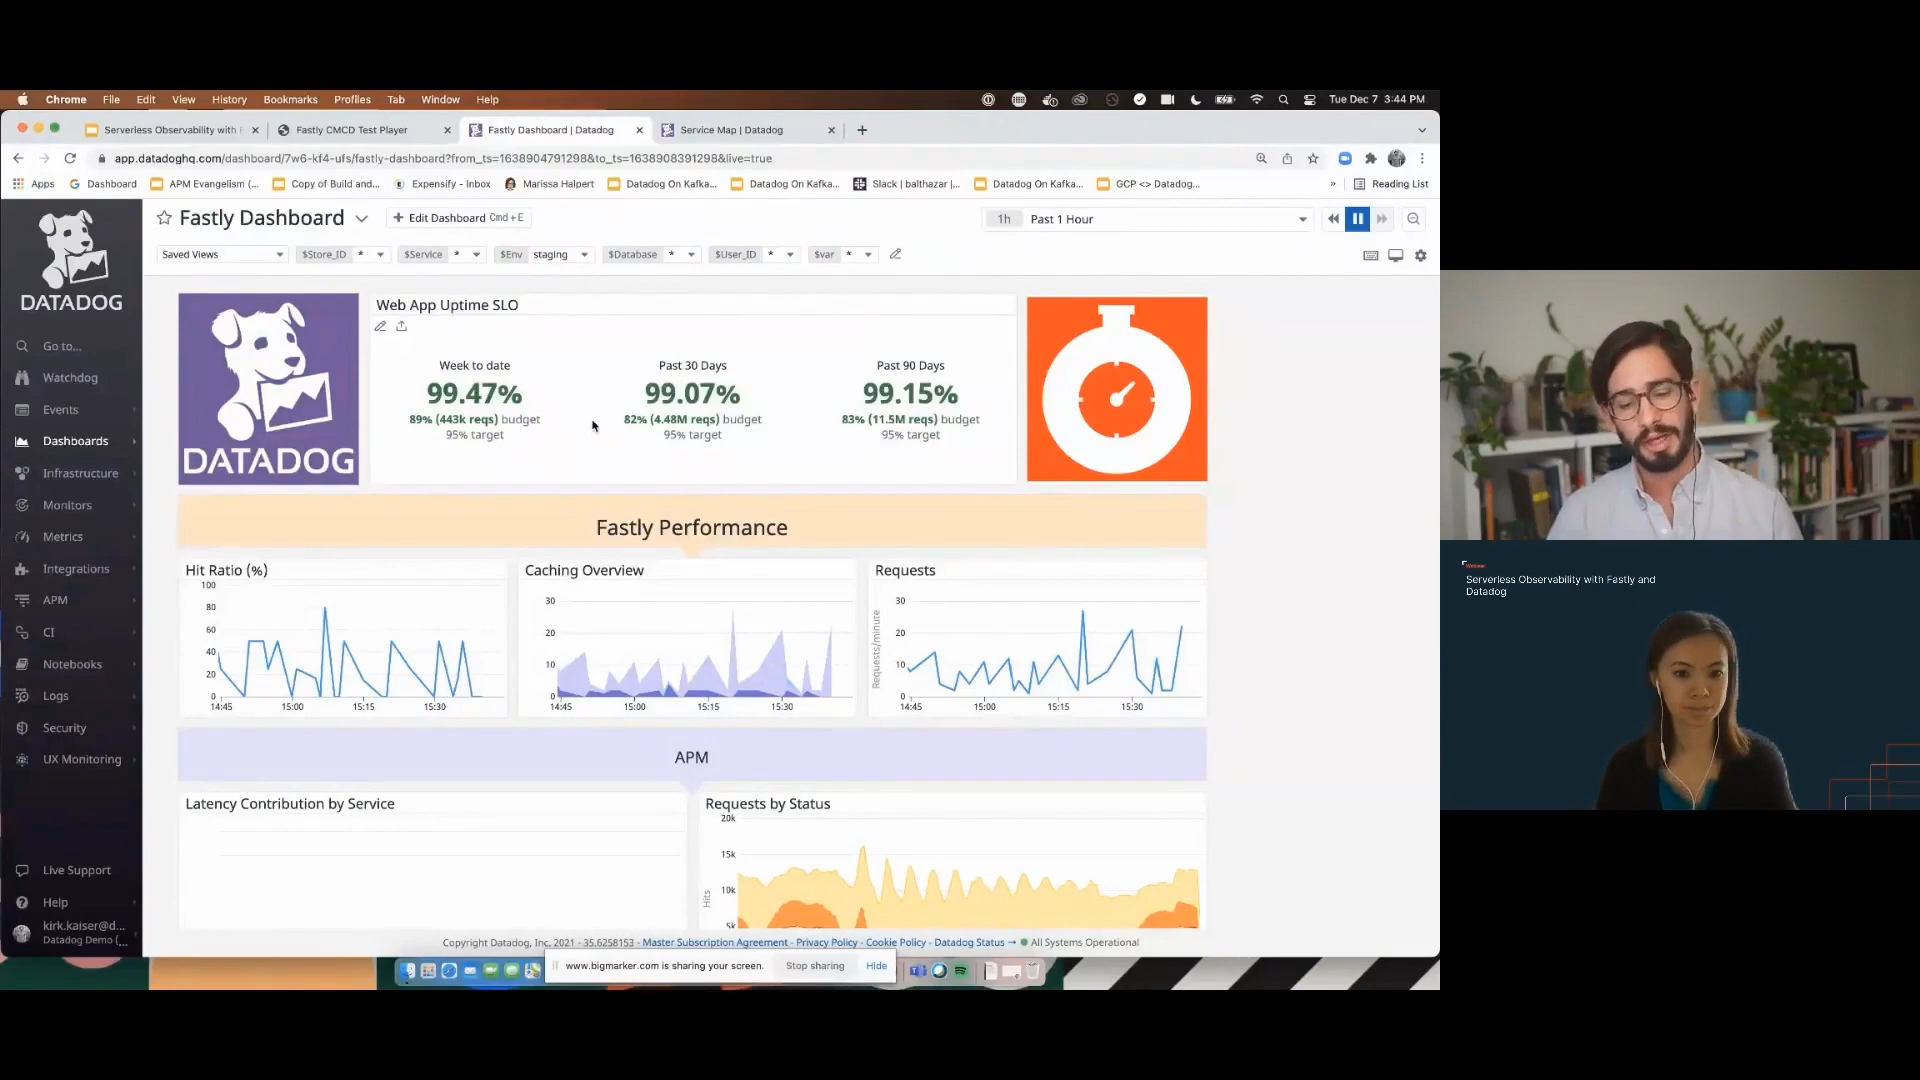 Chrome File Edit View History Bookmarks Profiles Tab Window Help Tue Dec 7 3:44 PM
Serverless Observability with Fastly CMCD Test Player Fastly Dashboard | Datadog Service Map | Datadog
app.datadoghq.com/dashboard/7w6-kf4-ufs/fastly-dashboard?from_ts=1638904791298&to_ts=1638908391298&live=true
Apps Dashboard APM Evangelism (... Copy of Build and... Expensify - Inbox Marissa Halpert Datadog On Kafka... Datadog On Kafka... Slack | balthazar |... Datadog On Kafka... GCP <> Datadog... » Reading List
DATADOG
Go to...
Watchdog
Events
Dashboards
Infrastructure
Monitors
Metrics
Integrations
APM
CI
Notebooks
Logs
Security
UX Monitoring
Live Support
Help
kirk.kaiser@d...
Datadog Demo (...
Fastly Dashboard + Edit Dashboard Cmd+E 1h Past 1 Hour
Saved Views $Store_ID * $Service * $Env staging $Database * $User_ID * $var *
DATADOG
Web App Uptime SLO
Week to date Past 30 Days Past 90 Days
99.47% 99.07% 99.15%
89% (443k reqs) budget 82% (4.48M reqs) budget 83% (11.5M reqs) budget
95% target 95% target 95% target
Fastly Performance
Hit Ratio (%)
100
80
60
40
20
0
14:45 15:00 15:15 15:30
Caching Overview
30
20
10
0
14:45 15:00 15:15 15:30
Requests
Requests/minute
30
20
10
0
14:45 15:00 15:15 15:30
APM
Latency Contribution by Service
Requests by Status
Hits
20k
15k
10k
5k
Copyright Datadog, Inc. 2021 - 35.6258153 - Master Subscription Agreement - Privacy Policy - Cookie Policy - Datadog Status → All Systems Operational
www.bigmarker.com is sharing your screen. Stop sharing Hide
Webinar
Serverless Observability with Fastly and
Datadog